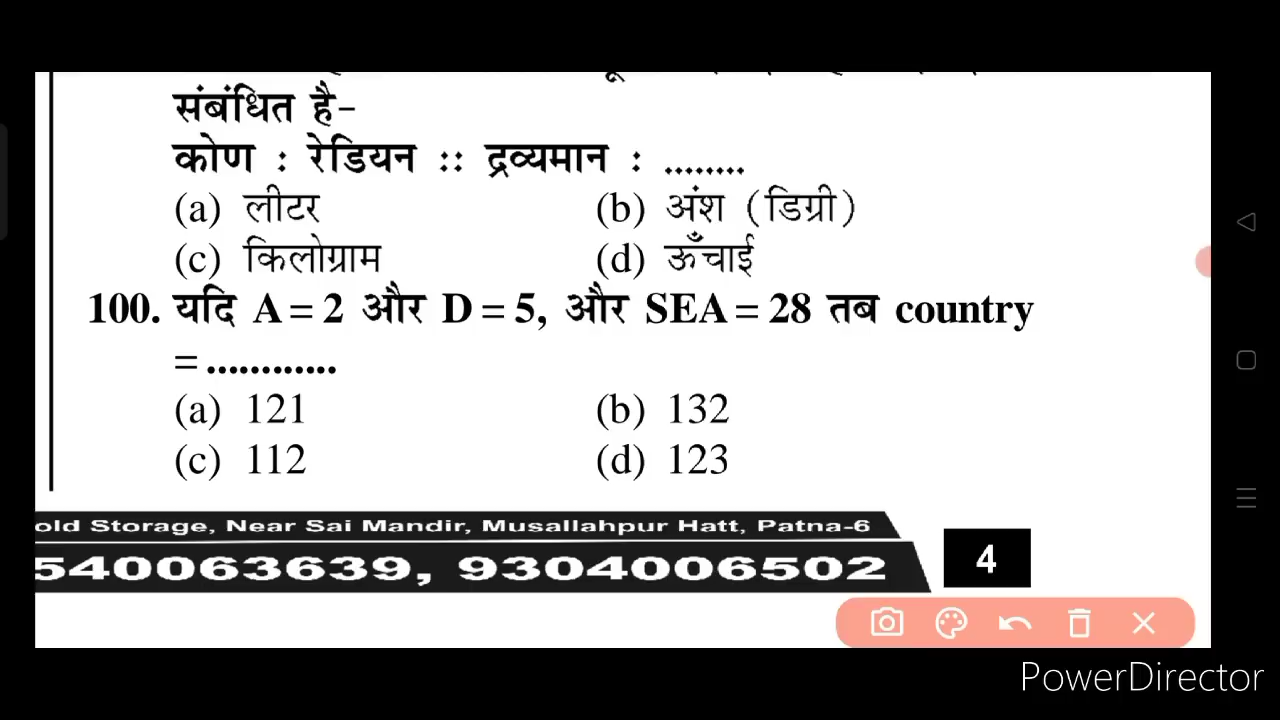 संबंधित है-
कोण : रेडियन :: द्रव्यमान : ........
(a) लीटर (b) अंश (डिग्री)
(c) किलोग्राम (d) ऊँचाई
100. यदि A = 2 और D = 5, और SEA = 28 तब country
= ............
(a) 121 (b) 132
(c) 112 (d) 123
old Storage, Near Sai Mandir, Musallahpur Hatt, Patna-6
540063639, 9304006502
4
PowerDirector